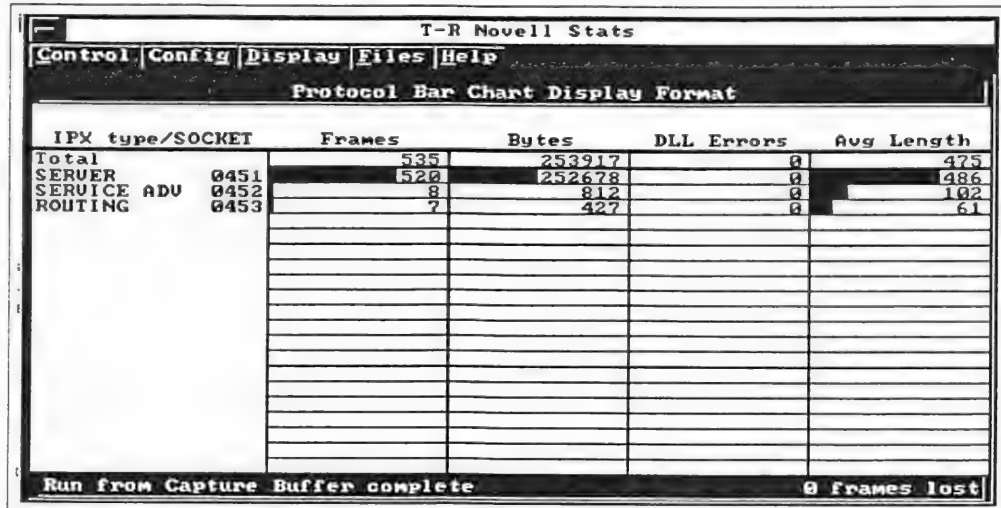 T-R Novell Stats
Control Config Display Files Help
Protocol Bar Chart Display Format
IPX type/SOCKET Frames Bytes DLL Errors Avg Length
Total 535 253917 0 475
SERVER 0451 520 252678 0 486
SERVICE ADV 0452 8 812 0 102
ROUTING 0453 7 427 0 61
Run from Capture Buffer complete 0 frames lost